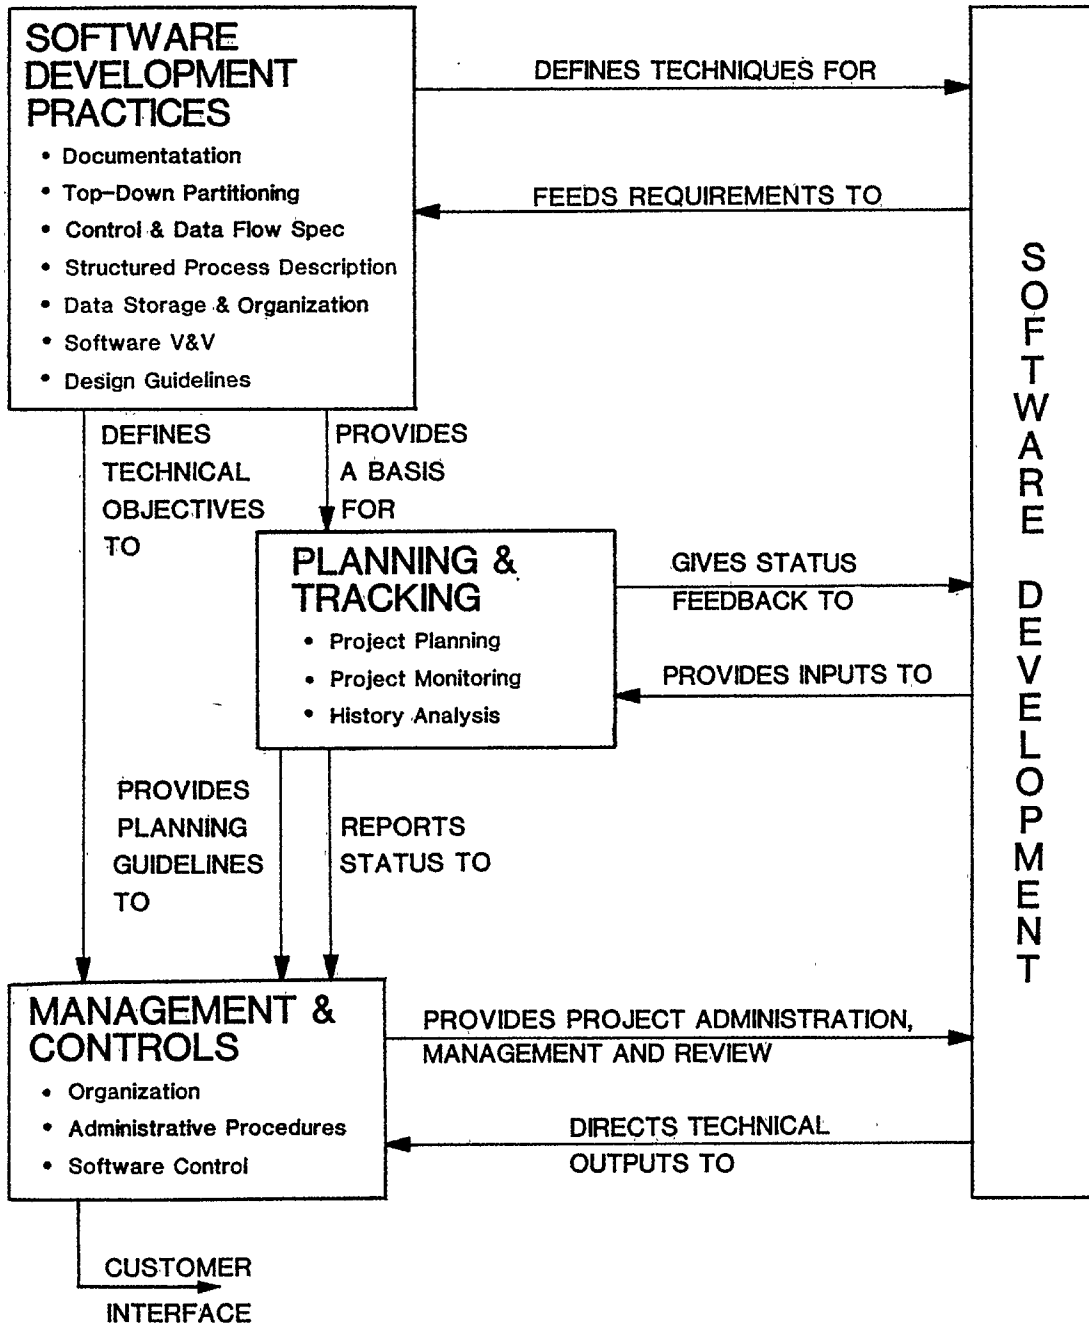 SOFTWARE
DEVELOPMENT
PRACTICES
• Documentatation
• Top-Down Partitioning
• Control & Data Flow Spec
• Structured Process Description
• Data Storage & Organization
• Software V&V
• Design Guidelines
DEFINES TECHNIQUES FOR
FEEDS REQUIREMENTS TO
SOFTWARE DEVELOPMENT
DEFINES
TECHNICAL
OBJECTIVES
TO
PROVIDES
A BASIS
FOR
PLANNING &
TRACKING
• Project Planning
• Project Monitoring
• History Analysis
GIVES STATUS
FEEDBACK TO
PROVIDES INPUTS TO
PROVIDES
PLANNING
GUIDELINES
TO
REPORTS
STATUS TO
MANAGEMENT &
CONTROLS
• Organization
• Administrative Procedures
• Software Control
PROVIDES PROJECT ADMINISTRATION,
MANAGEMENT AND REVIEW
DIRECTS TECHNICAL
OUTPUTS TO
CUSTOMER
INTERFACE